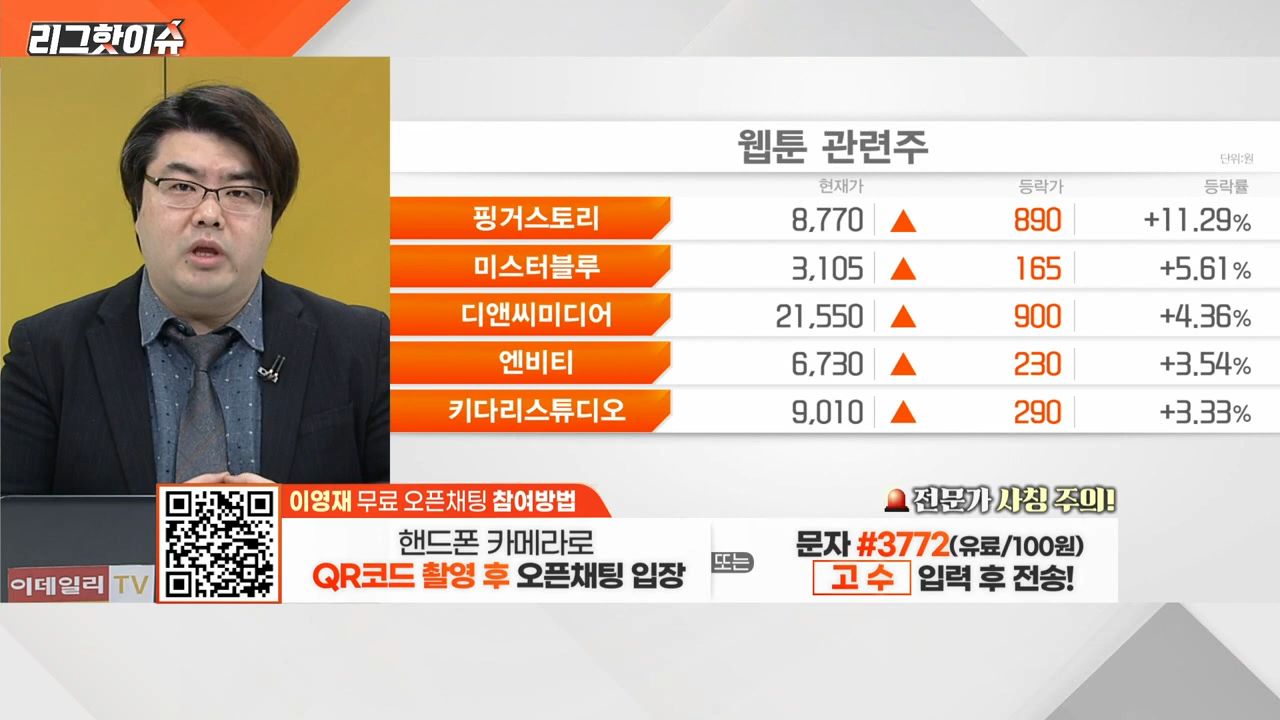 리그핫이슈
웹툰 관련주
단위:원
현재가 등락가 등락률
핑거스토리 8,770 ▲ 890 +11.29%
미스터블루 3,105 ▲ 165 +5.61%
디앤씨미디어 21,550 ▲ 900 +4.36%
엔비티 6,730 ▲ 230 +3.54%
키다리스튜디오 9,010 ▲ 290 +3.33%
이영재 무료 오픈채팅 참여방법
전문가 사칭 주의!
핸드폰 카메라로
QR코드 촬영 후 오픈채팅 입장
또는
문자 #3772(유료/100원)
고수 입력 후 전송!
이데일리 TV